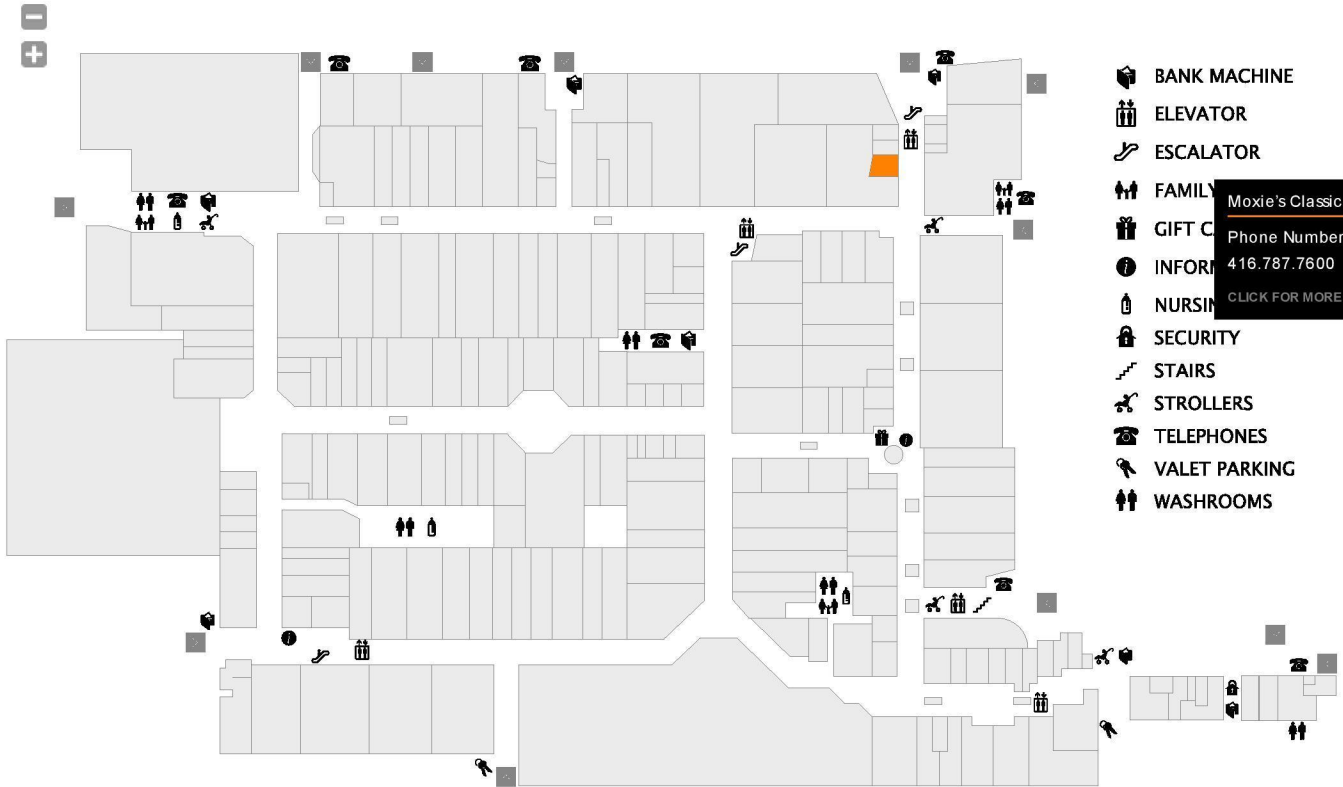 BANK MACHINE
ELEVATOR
ESCALATOR
FAMILY
GIFT C
INFOR
NURSIN
SECURITY
STAIRS
STROLLERS
TELEPHONES
VALET PARKING
WASHROOMS
Moxie's Classic
Phone Number
416.787.7600
CLICK FOR MORE